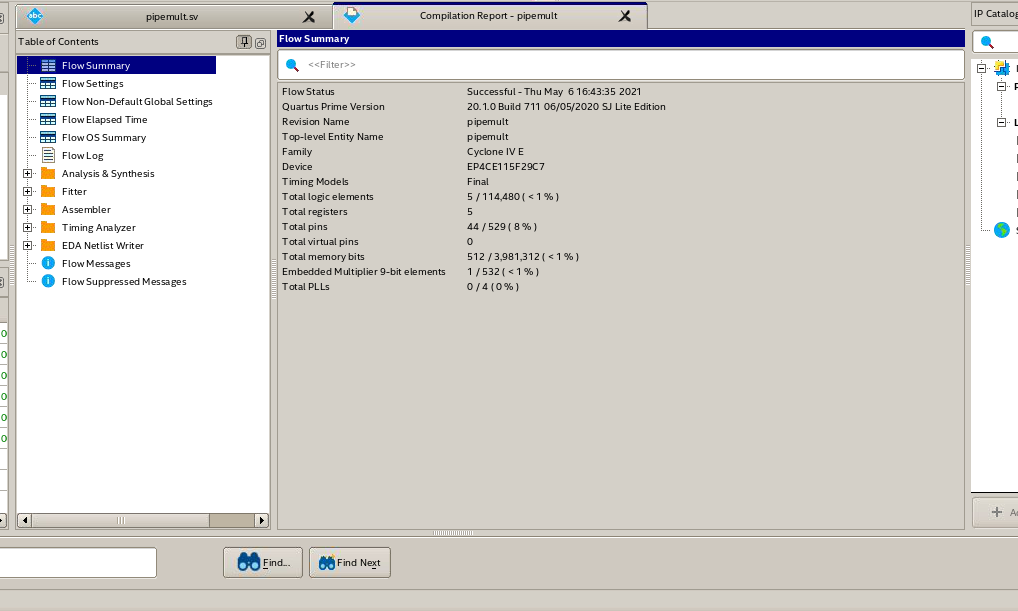 pipemult.sv
Compilation Report - pipemult
IP Catalog
Table of Contents
Flow Summary
Flow Settings
Flow Non-Default Global Settings
Flow Elapsed Time
Flow OS Summary
Flow Log
Analysis & Synthesis
Fitter
Assembler
Timing Analyzer
EDA Netlist Writer
Flow Messages
Flow Suppressed Messages
Flow Summary
<<Filter>>
Flow Status Successful - Thu May 6 16:43:35 2021
Quartus Prime Version 20.1.0 Build 711 06/05/2020 SJ Lite Edition
Revision Name pipemult
Top-level Entity Name pipemult
Family Cyclone IV E
Device EP4CE115F29C7
Timing Models Final
Total logic elements 5 / 114,480 ( < 1 % )
Total registers 5
Total pins 44 / 529 ( 8 % )
Total virtual pins 0
Total memory bits 512 / 3,981,312 ( < 1 % )
Embedded Multiplier 9-bit elements 1 / 532 ( < 1 % )
Total PLLs 0 / 4 ( 0 % )
Find...
Find Next